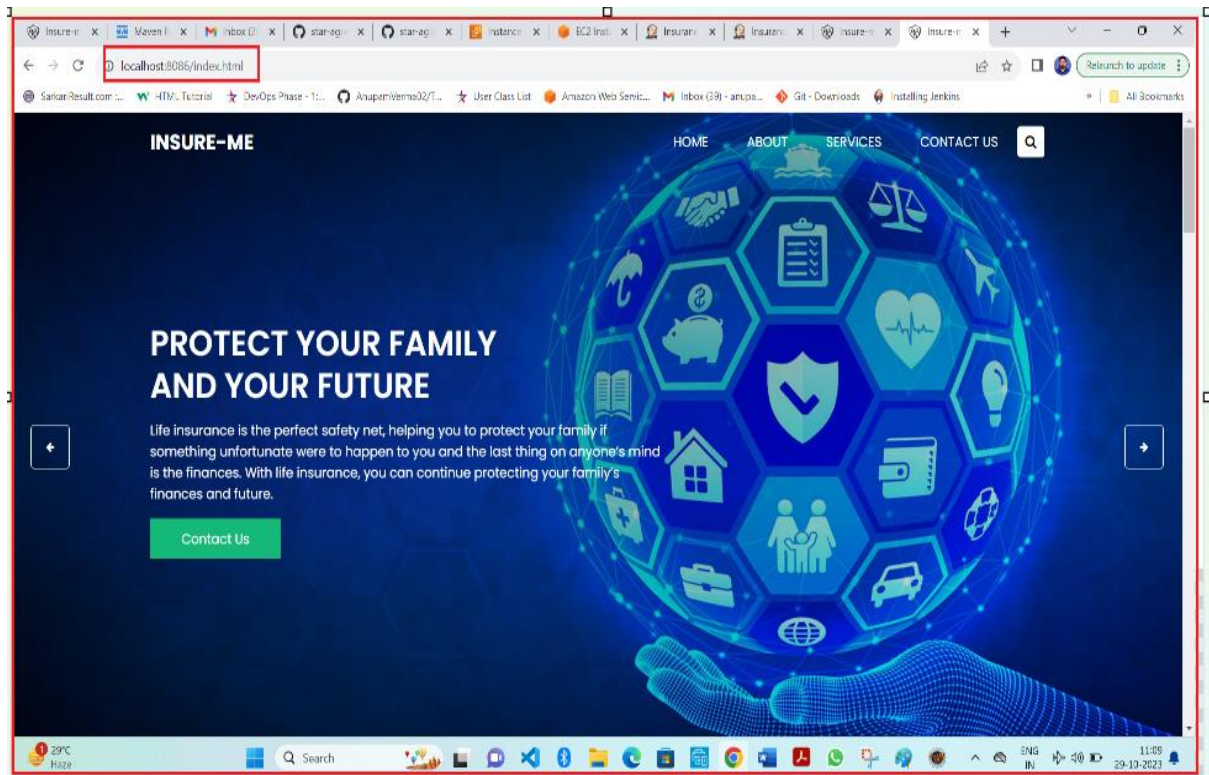 Insure-m Maven R Inbox (2 star-agi star-ag Instance EC2 Inst Insuranc Insuranc Insure-m Insure-m
localhost:8086/index.html Relaunch to update
SarkariResult.com :... HTML Tutorial DevOps Phase - 1:... AnupamVerma02/T... User Class List Amazon Web Servic... Inbox (39) - anupa... Git - Downloads Installing Jenkins » All Bookmarks
INSURE-ME HOME ABOUT SERVICES CONTACT US
PROTECT YOUR FAMILY
AND YOUR FUTURE
Life insurance is the perfect safety net, helping you to protect your family if
something unfortunate were to happen to you and the last thing on anyone's mind
is the finances. With life insurance, you can continue protecting your family's
finances and future.
Contact Us
1 29°C
Haze
Search
ENG
IN
11:09
29-10-2023